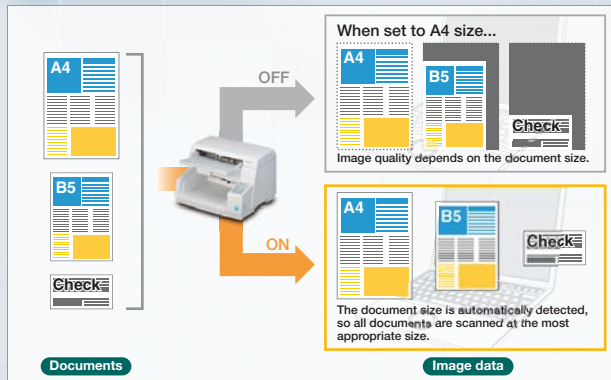 A4
B5
Check
Documents
OFF
ON
When set to A4 size...
A4
B5
Check
Image quality depends on the document size.
A4
B5
Check
The document size is automatically detected,
so all documents are scanned at the most
appropriate size.
Image data